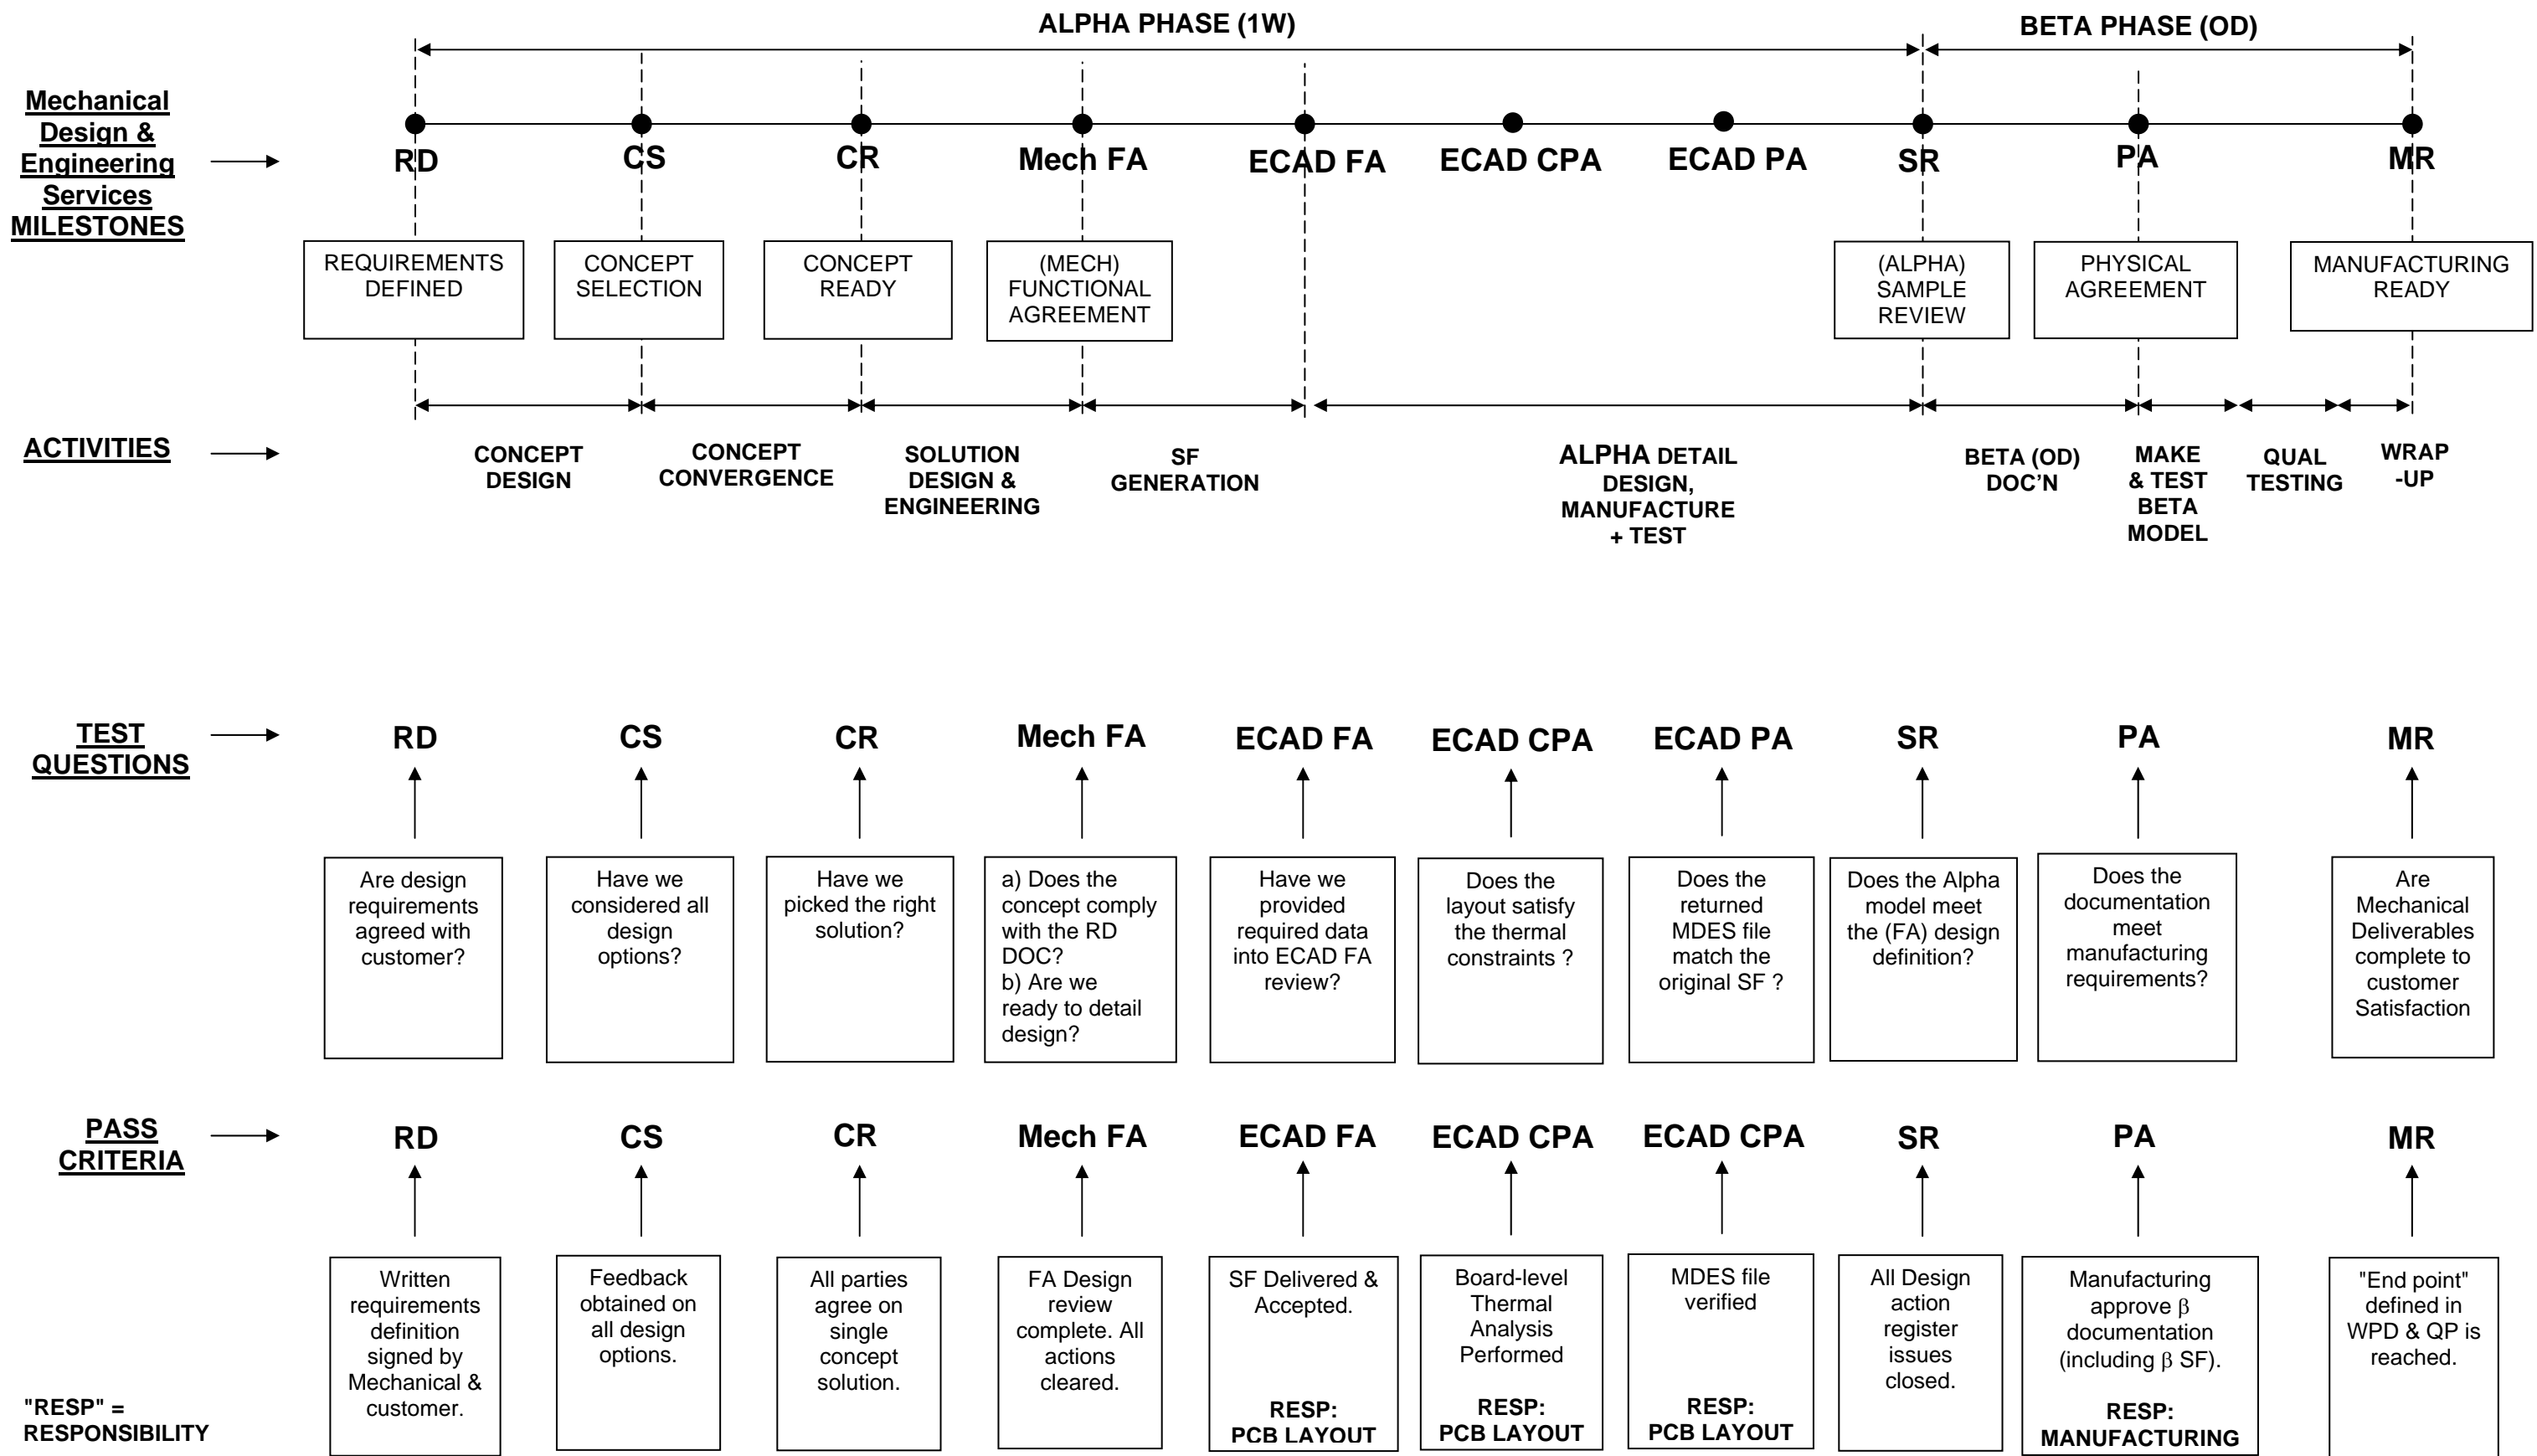 ALPHA PHASE (1W)
BETA PHASE (OD)
Mechanical
Design &
Engineering
Services
MILESTONES
RD
CS
CR
Mech FA
ECAD FA
ECAD CPA
ECAD PA
SR
PA
MR
REQUIREMENTS
DEFINED
CONCEPT
SELECTION
CONCEPT
READY
(MECH)
FUNCTIONAL
AGREEMENT
(ALPHA)
SAMPLE
REVIEW
PHYSICAL
AGREEMENT
MANUFACTURING
READY
ACTIVITIES
CONCEPT
DESIGN
CONCEPT
CONVERGENCE
SOLUTION
DESIGN &
ENGINEERING
SF
GENERATION
ALPHA DETAIL
DESIGN,
MANUFACTURE
+ TEST
BETA (OD)
DOC'N
MAKE
& TEST
BETA
MODEL
QUAL
TESTING
WRAP
-UP
TEST
QUESTIONS
RD
CS
CR
Mech FA
ECAD FA
ECAD CPA
ECAD PA
SR
PA
MR
Are design
requirements
agreed with
customer?
Have we
considered all
design
options?
Have we
picked the right
solution?
a) Does the
concept comply
with the RD
DOC?
b) Are we
ready to detail
design?
Have we
provided
required data
into ECAD FA
review?
Does the
layout satisfy
the thermal
constraints ?
Does the
returned
MDES file
match the
original SF ?
Does the Alpha
model meet
the (FA) design
definition?
Does the
documentation
meet
manufacturing
requirements?
Are
Mechanical
Deliverables
complete to
customer
Satisfaction
PASS
CRITERIA
RD
CS
CR
Mech FA
ECAD FA
ECAD CPA
ECAD CPA
SR
PA
MR
Written
requirements
definition
signed by
Mechanical &
customer.
Feedback
obtained on
all design
options.
All parties
agree on
single
concept
solution.
FA Design
review
complete. All
actions
cleared.
SF Delivered &
Accepted.
RESP:
PCB LAYOUT
Board-level
Thermal
Analysis
Performed
RESP:
PCB LAYOUT
MDES file
verified
RESP:
PCB LAYOUT
All Design
action
register
issues
closed.
Manufacturing
approve β
documentation
(including β SF).
RESP:
MANUFACTURING
"End point"
defined in
WPD & QP is
reached.
"RESP" =
RESPONSIBILITY